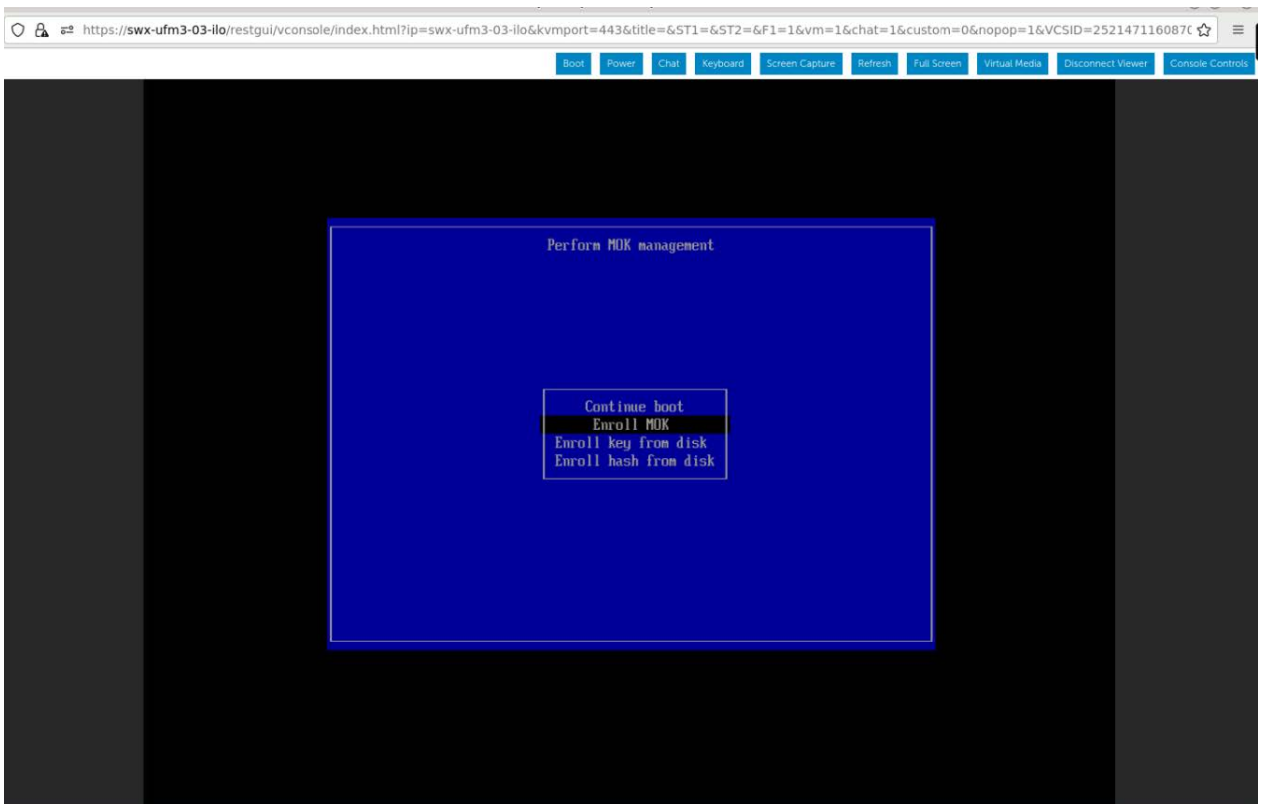 https://swx-ufm3-03-ilo/restgui/vconsole/index.html?ip=swx-ufm3-03-ilo&kvmport=443&title=&ST1=&ST2=&F1=1&vm=1&chat=1&custom=0&nopop=1&VCSID=252147116087
Boot Power Chat Keyboard Screen Capture Refresh Full Screen Virtual Media Disconnect Viewer Console Controls
Perform MOK management
Continue boot
Enroll MOK
Enroll key from disk
Enroll hash from disk